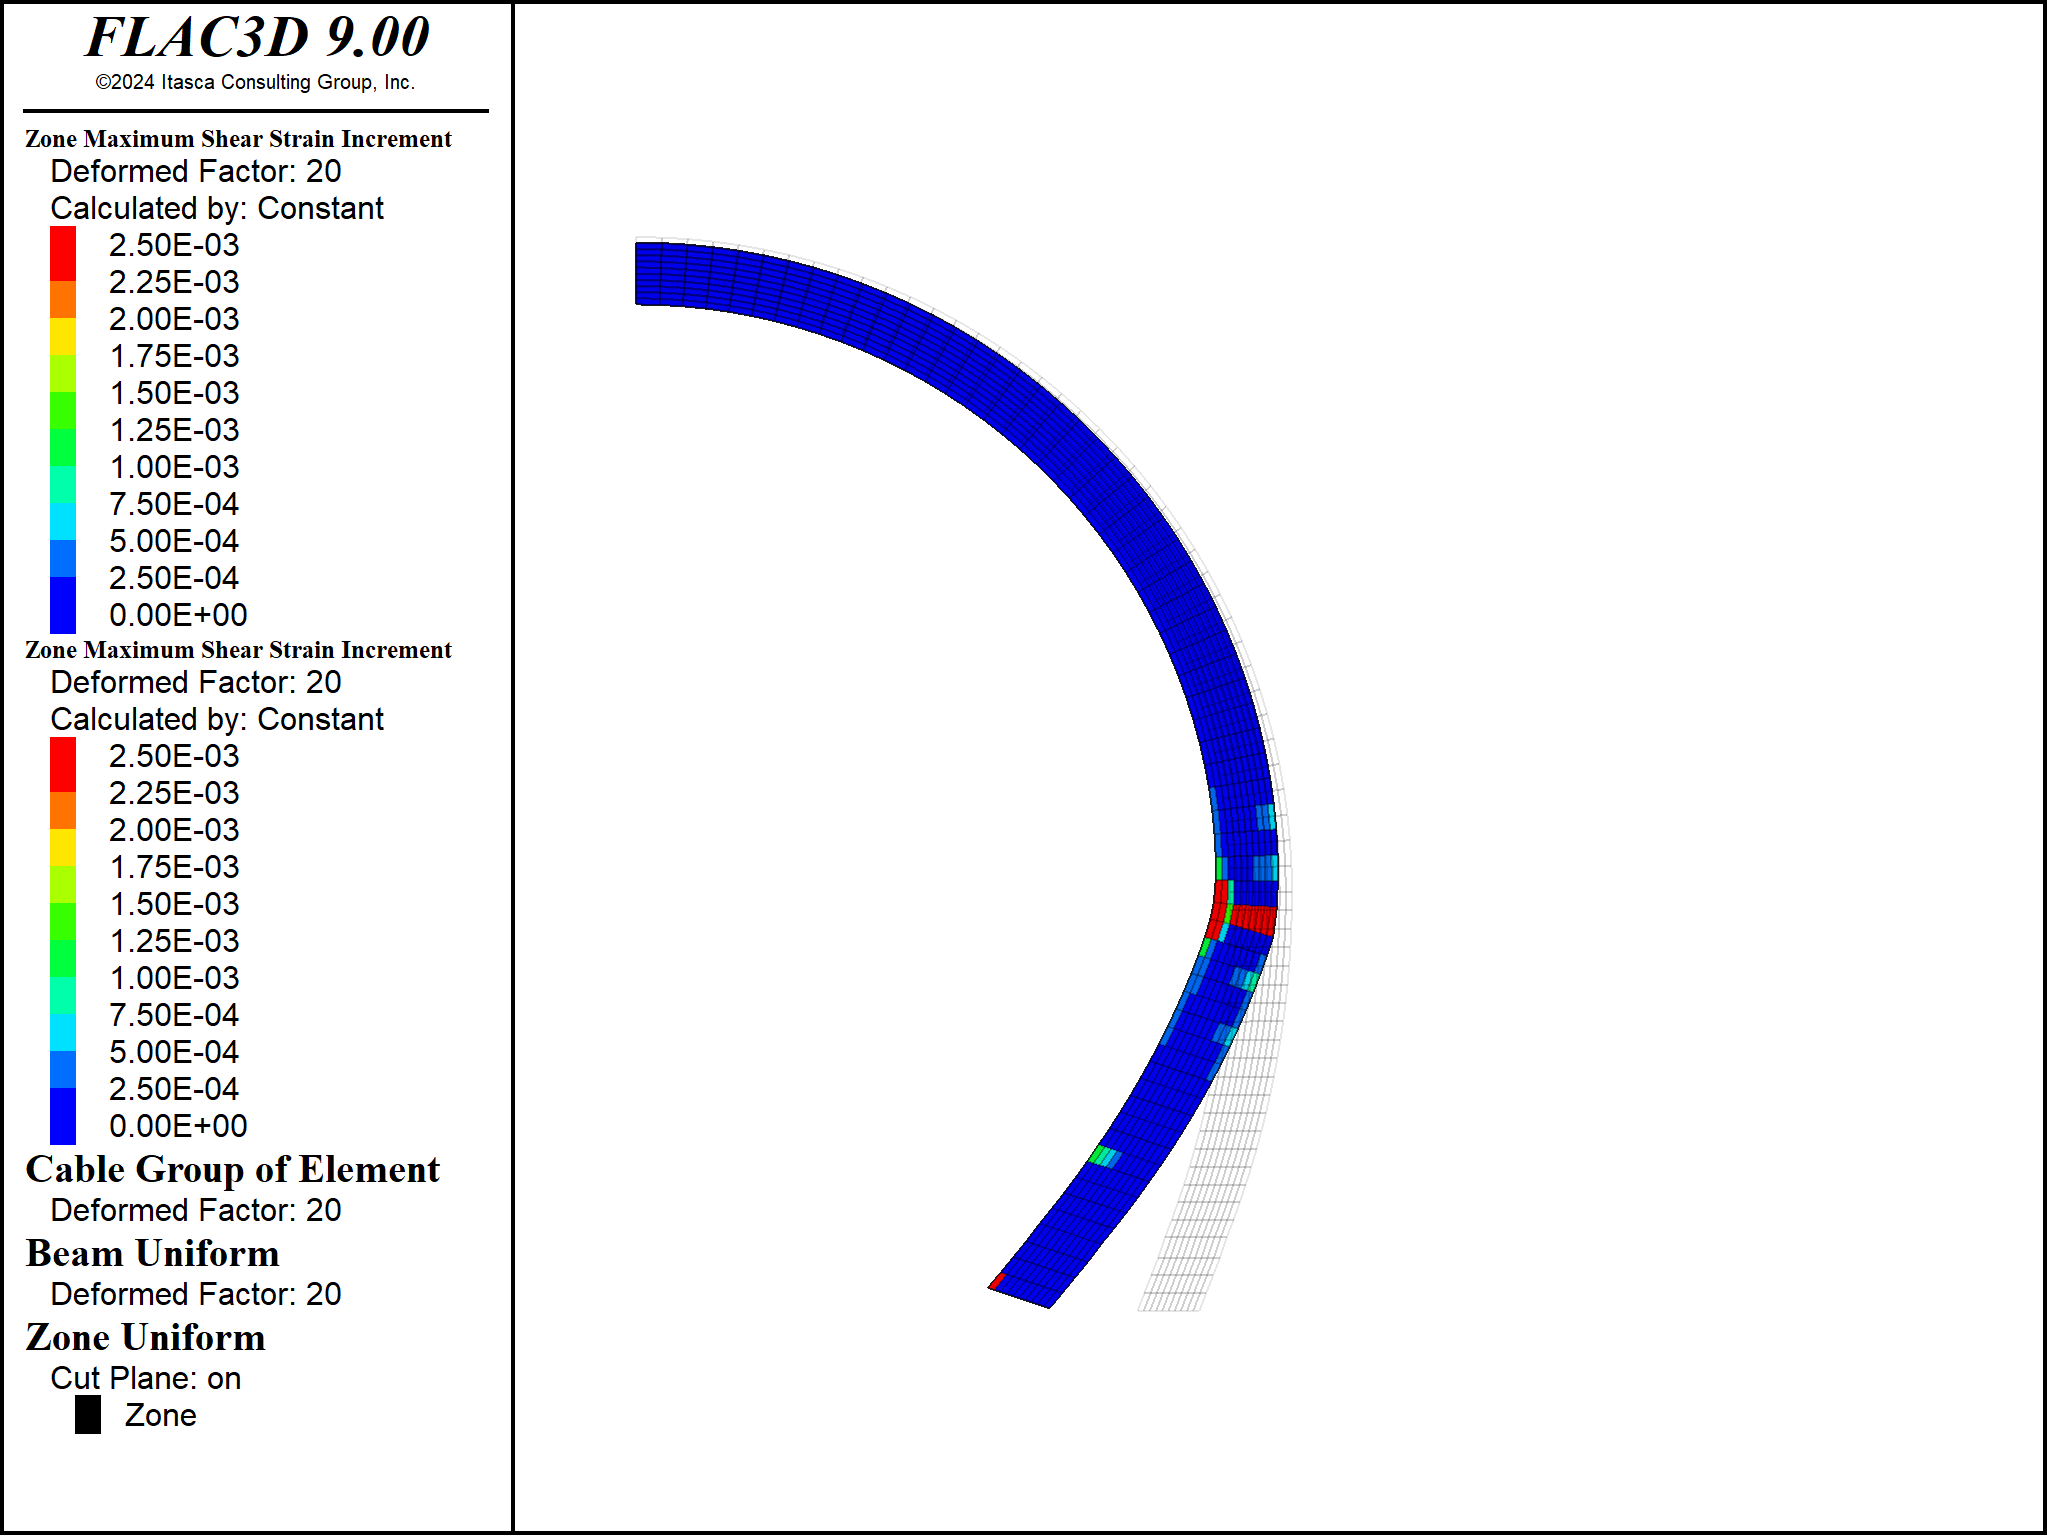 FLAC3D 9.00
©2024 Itasca Consulting Group, Inc.
Zone Maximum Shear Strain Increment
Deformed Factor: 20
Calculated by: Constant
2.50E-03
2.25E-03
2.00E-03
1.75E-03
1.50E-03
1.25E-03
1.00E-03
7.50E-04
5.00E-04
2.50E-04
0.00E+00
Zone Maximum Shear Strain Increment
Deformed Factor: 20
Calculated by: Constant
2.50E-03
2.25E-03
2.00E-03
1.75E-03
1.50E-03
1.25E-03
1.00E-03
7.50E-04
5.00E-04
2.50E-04
0.00E+00
Cable Group of Element
Deformed Factor: 20
Beam Uniform
Deformed Factor: 20
Zone Uniform
Cut Plane: on
Zone